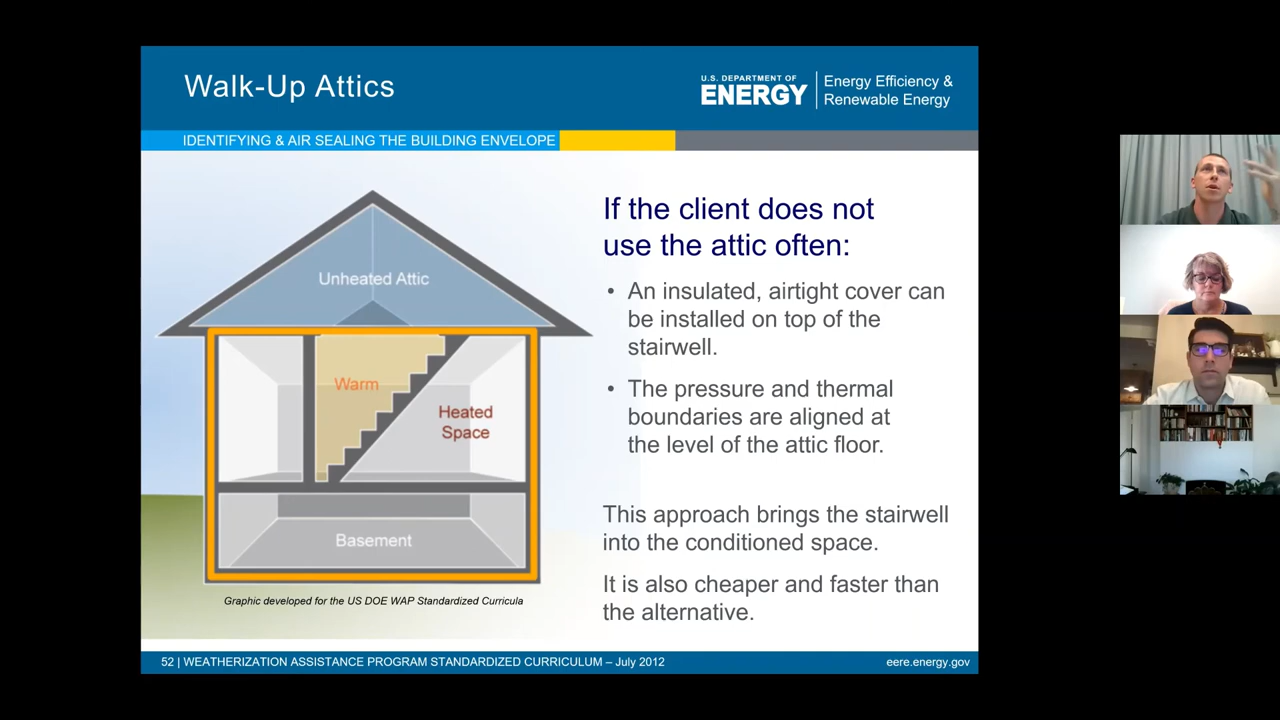 Walk-Up Attics
U.S. DEPARTMENT OF
ENERGY
Energy Efficiency &
Renewable Energy
IDENTIFYING & AIR SEALING THE BUILDING ENVELOPE
Unheated Attic
Warm
Heated
Space
Basement
Graphic developed for the US DOE WAP Standardized Curricula
If the client does not
use the attic often:
• An insulated, airtight cover can
be installed on top of the
stairwell.
• The pressure and thermal
boundaries are aligned at
the level of the attic floor.
This approach brings the stairwell
into the conditioned space.
It is also cheaper and faster than
the alternative.
52 | WEATHERIZATION ASSISTANCE PROGRAM STANDARDIZED CURRICULUM – July 2012
eere.energy.gov